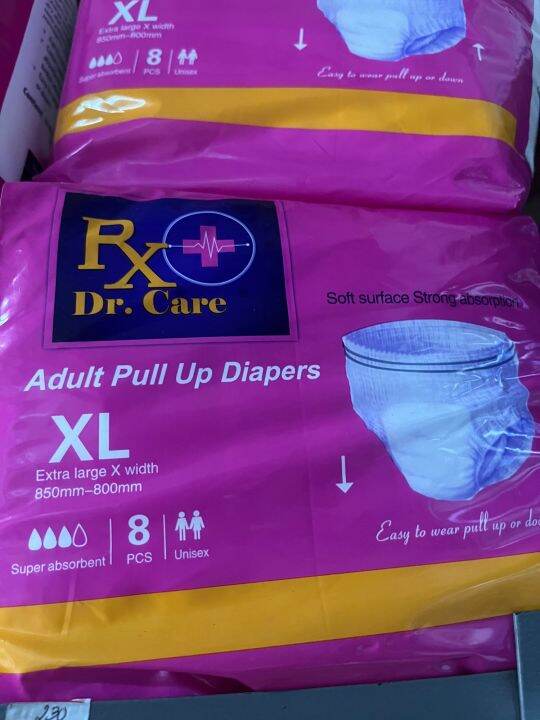 XL
Extra large X width
850mm–800mm
8
Super absorbent
PCS
Unisex
Easy to wear pull up or down
RX
Dr. Care
Soft surface Strong absorption
Adult Pull Up Diapers
XL
Extra large X width
850mm–800mm
8
Super absorbent
PCS
Unisex
Easy to wear pull up or dow
230